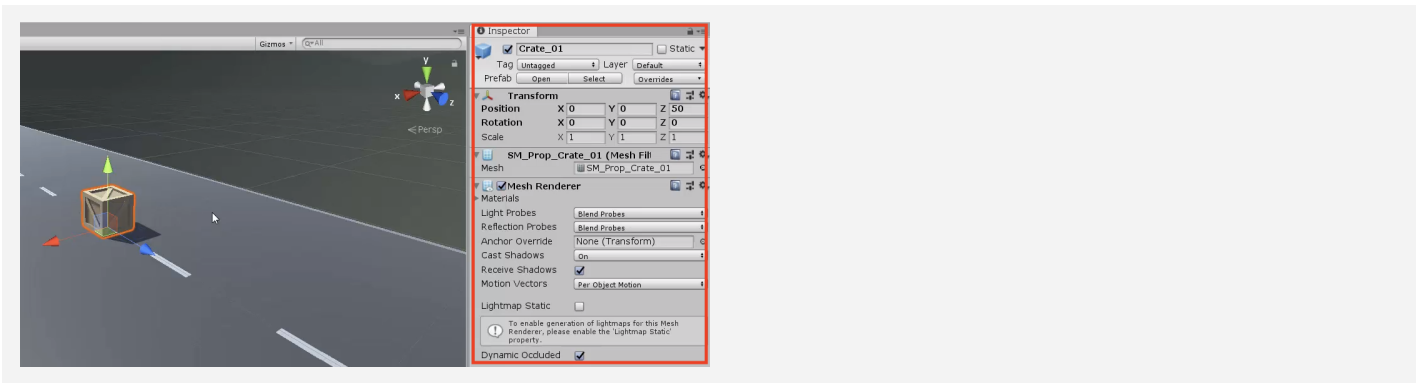 Gizmos
All
y
x
z
Persp
Inspector
Crate_01
Static
Tag Untagged Layer Default
Prefab Open Select Overrides
Transform
Position X 0 Y 0 Z 50
Rotation X 0 Y 0 Z 0
Scale X 1 Y 1 Z 1
SM_Prop_Crate_01 (Mesh Filt
Mesh SM_Prop_Crate_01
Mesh Renderer
Materials
Light Probes Blend Probes
Reflection Probes Blend Probes
Anchor Override None (Transform)
Cast Shadows On
Receive Shadows
Motion Vectors Per Object Motion
Lightmap Static
To enable generation of lightmaps for this Mesh
Renderer, please enable the 'Lightmap Static'
property.
Dynamic Occluded